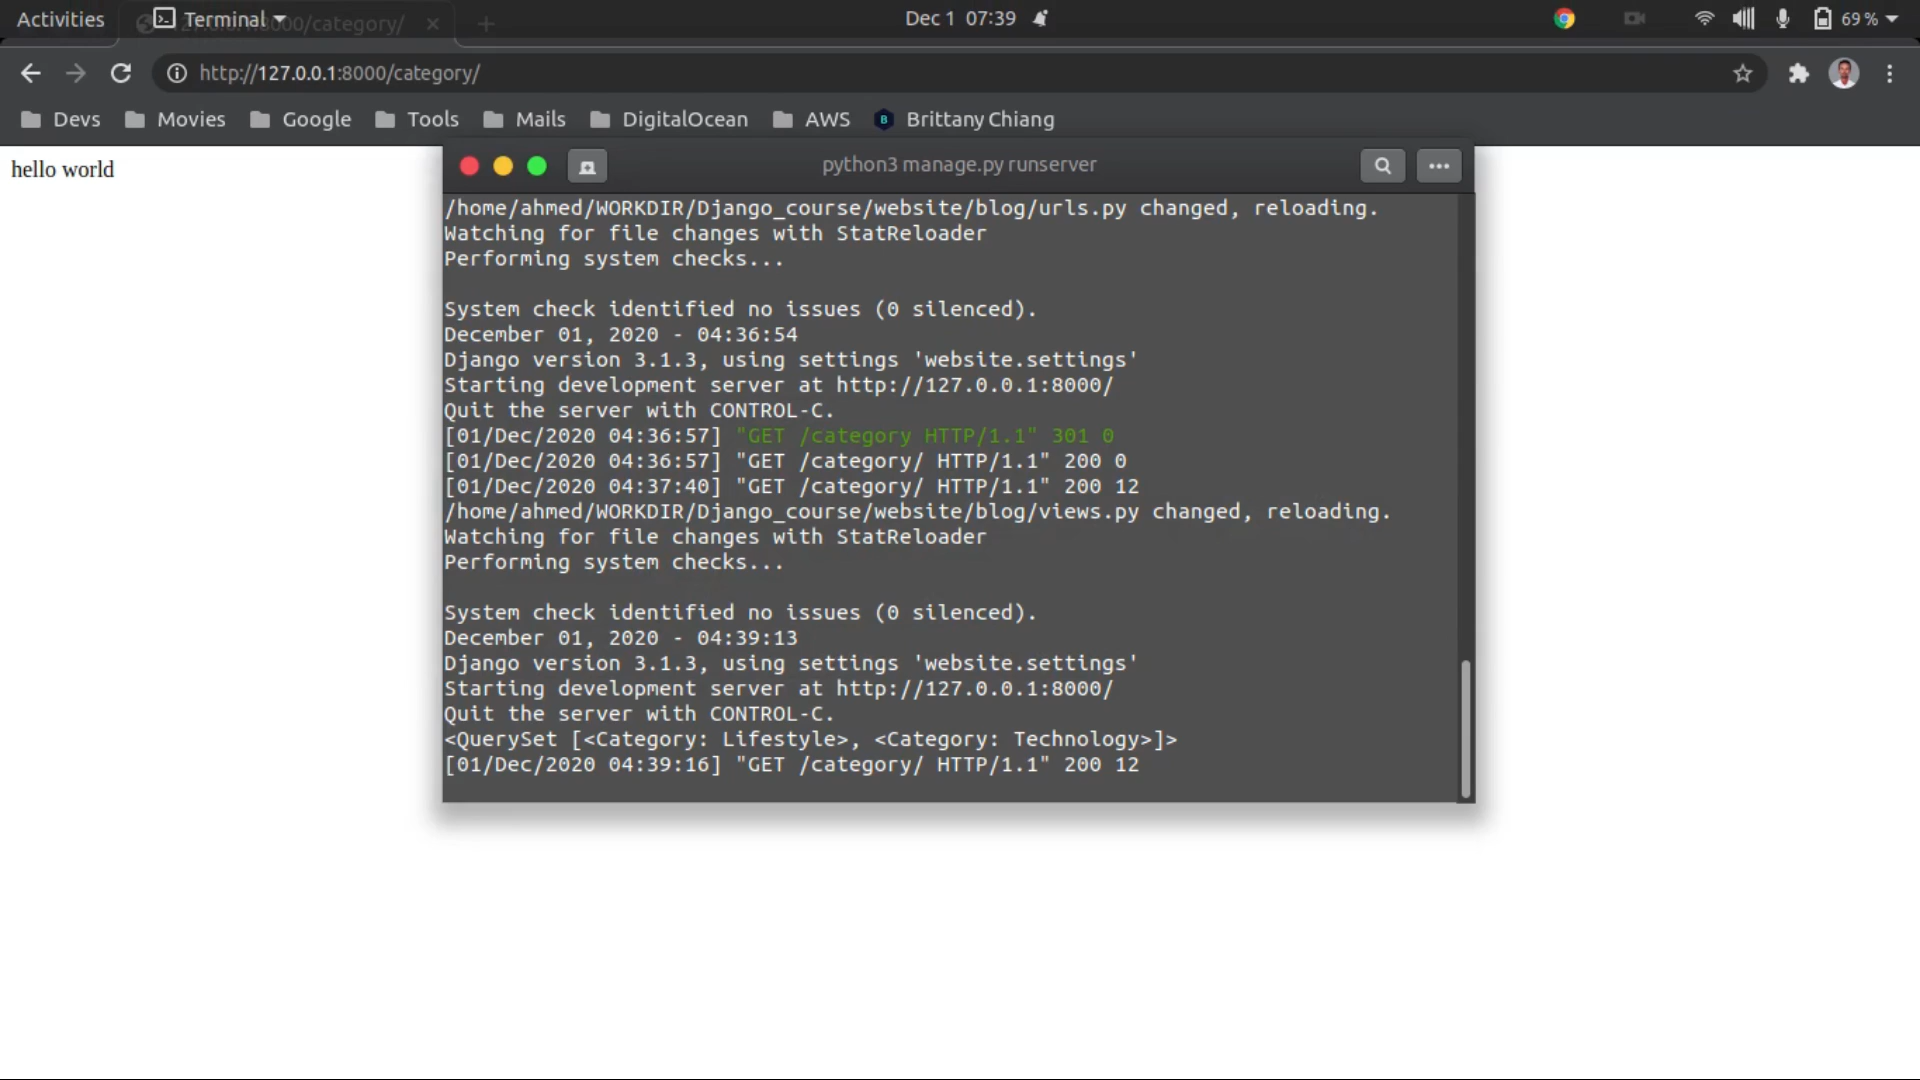 Activities Terminal Dec 1 07:39 69 %
/category/
http://127.0.0.1:8000/category/
Devs Movies Google Tools Mails DigitalOcean AWS B Brittany Chiang
hello world
python3 manage.py runserver
/home/ahmed/WORKDIR/Django_course/website/blog/urls.py changed, reloading.
Watching for file changes with StatReloader
Performing system checks...
System check identified no issues (0 silenced).
December 01, 2020 - 04:36:54
Django version 3.1.3, using settings 'website.settings'
Starting development server at http://127.0.0.1:8000/
Quit the server with CONTROL-C.
[01/Dec/2020 04:36:57] "GET /category HTTP/1.1" 301 0
[01/Dec/2020 04:36:57] "GET /category/ HTTP/1.1" 200 0
[01/Dec/2020 04:37:40] "GET /category/ HTTP/1.1" 200 12
/home/ahmed/WORKDIR/Django_course/website/blog/views.py changed, reloading.
Watching for file changes with StatReloader
Performing system checks...
System check identified no issues (0 silenced).
December 01, 2020 - 04:39:13
Django version 3.1.3, using settings 'website.settings'
Starting development server at http://127.0.0.1:8000/
Quit the server with CONTROL-C.
<QuerySet [<Category: Lifestyle>, <Category: Technology>]>
[01/Dec/2020 04:39:16] "GET /category/ HTTP/1.1" 200 12